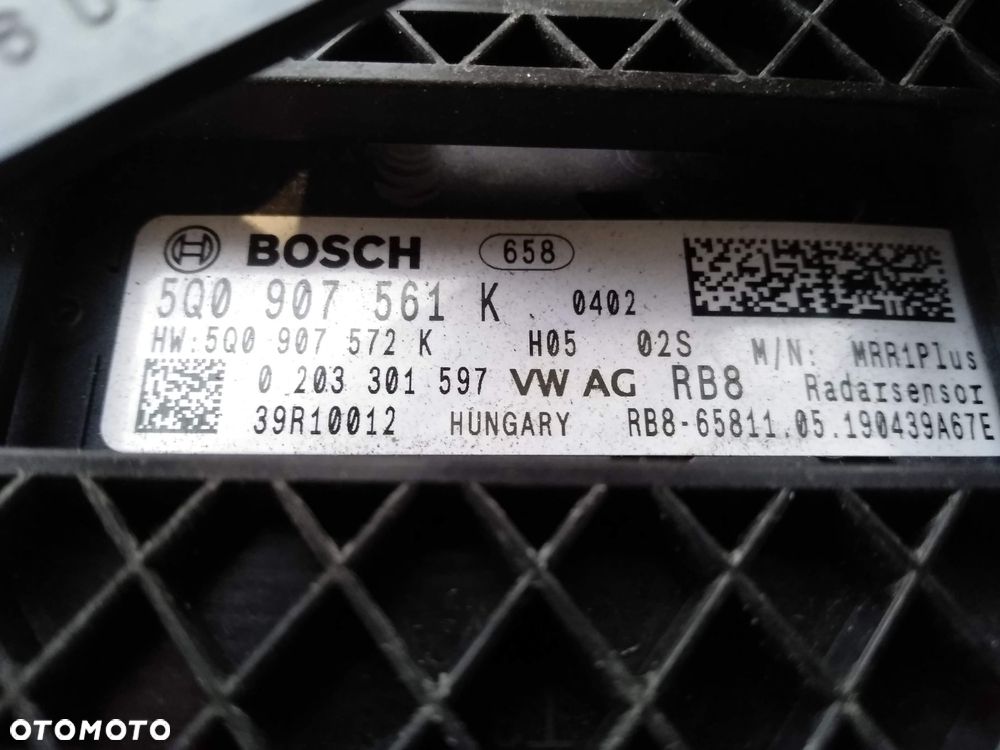 BOSCH 658
5Q0 907 561 K 0402
HW:5Q0 907 572 K H05 02S M/N: MRR1Plus
0 203 301 597 VW AG RB8 Radarsensor
39R10012 HUNGARY RB8-65811.05.190439A67E
OTOMOTO